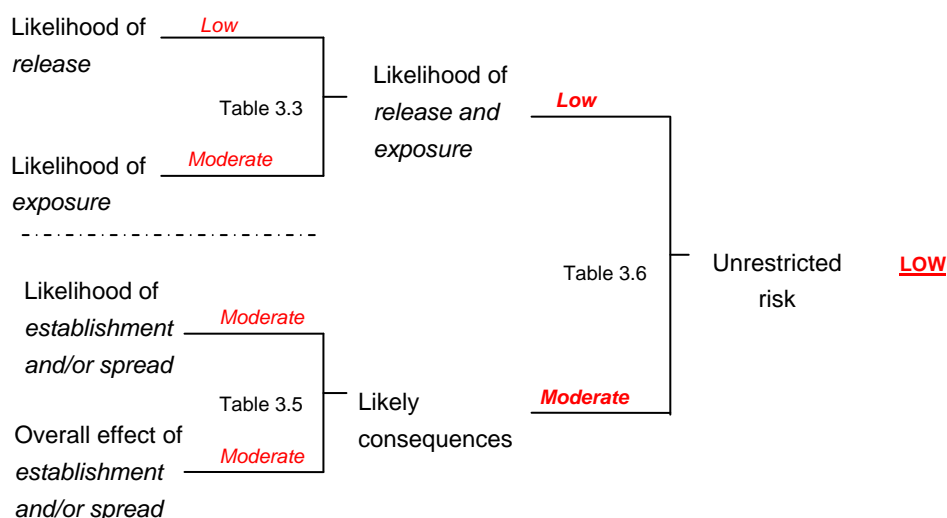 Likelihood of
release
Low
Table 3.3
Likelihood of
exposure
Moderate
Likelihood of
release and
exposure
Low
Likelihood of
establishment
and/or spread
Moderate
Table 3.5
Overall effect of
establishment
and/or spread
Moderate
Likely
consequences
Moderate
Table 3.6
Unrestricted
risk
LOW